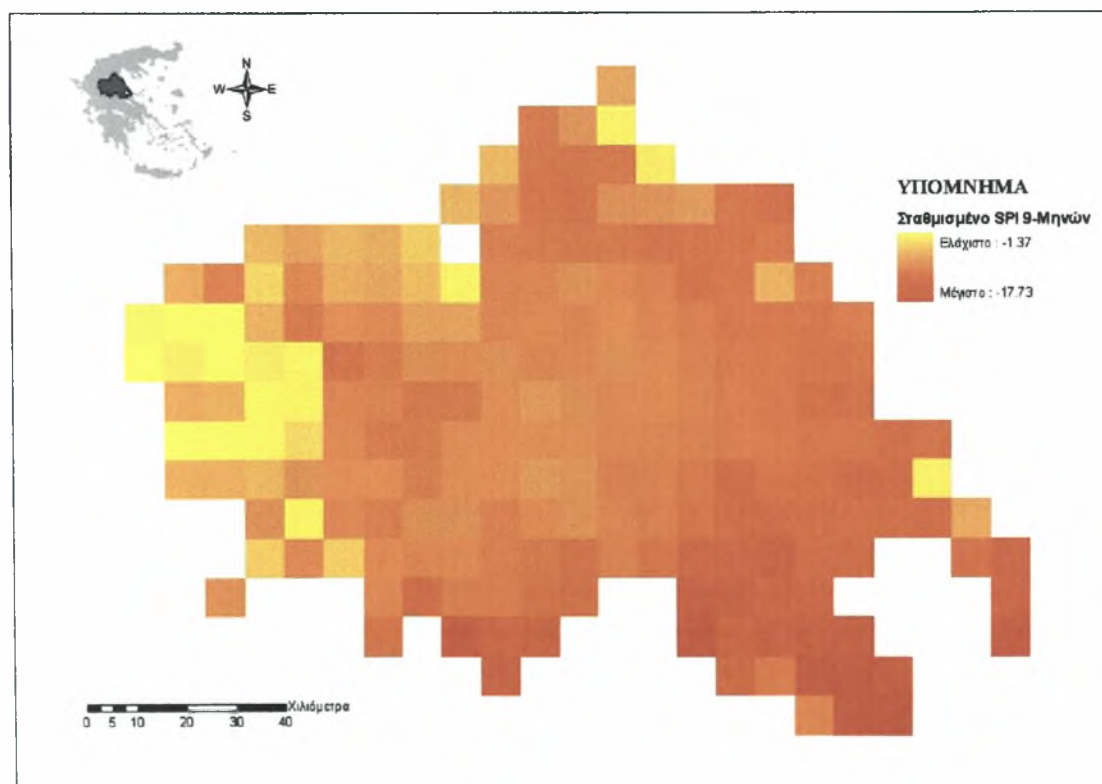 N
W E
S
ΥΠΟΜΝΗΜΑ
Σταθμισμένο SPI 9-Μηνών
Ελάχιστο : -1.37
Μέγιστο : -17.73
Χιλιόμετρα
0 5 10 20 30 40